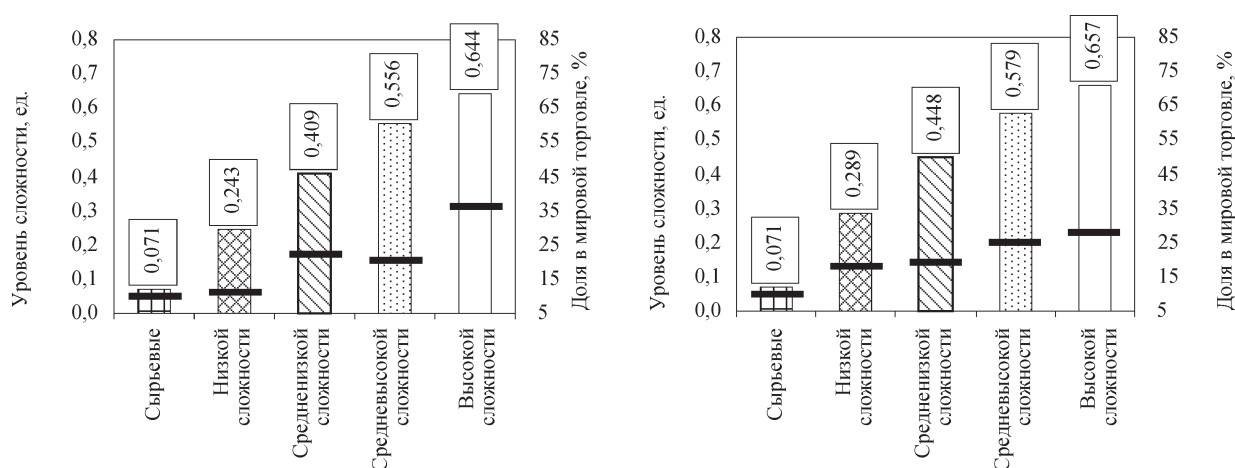 Уровень сложности, ед.
0,8
0,7
0,6
0,5
0,4
0,3
0,2
0,1
0,0
0,071
0,243
0,409
0,556
0,644
85
75
65
55
45
35
25
15
5
Доля в мировой торговле, %
Сырьевые
Низкой
сложности
Средненизкой
сложности
Средневысокой
сложности
Высокой
сложности
Уровень сложности, ед.
0,8
0,7
0,6
0,5
0,4
0,3
0,2
0,1
0,0
0,071
0,289
0,448
0,579
0,657
85
75
65
55
45
35
25
15
5
Доля в мировой торговле, %
Сырьевые
Низкой
сложности
Средненизкой
сложности
Средневысокой
сложности
Высокой
сложности